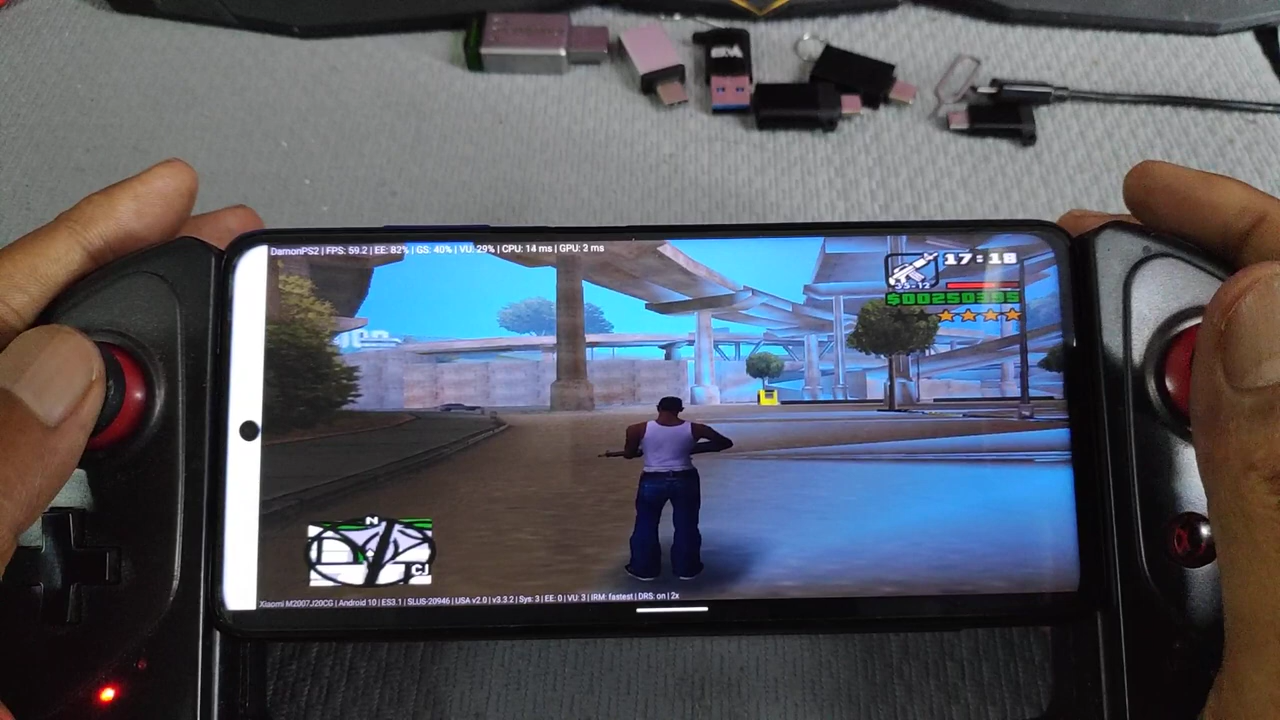 DamonPS2 | FPS: 59.2 | EE: 82% | GS: 40% | VU: 29% | CPU: 14 ms | GPU: 2 ms
17:18
35-12
$00250395
N
CJ
Xiaomi M2007J20CG | Android 10 | ES3.1 | SLUS-20946 | USA v2.0 | v3.3.2 | Sys: 3 | EE: 0 | VU: 3 | IRM: fastest | DRS: on | 2x